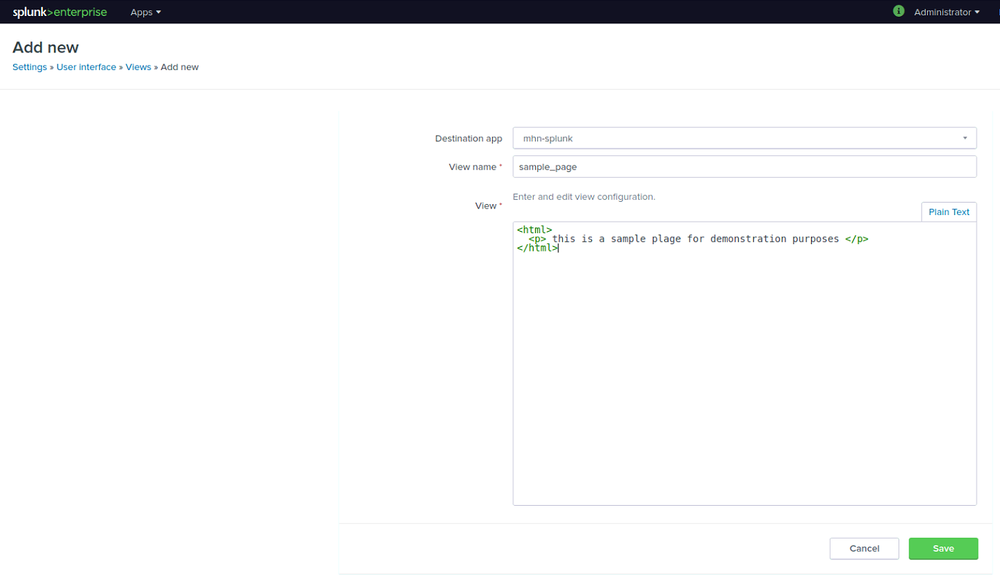 splunk>enterprise Apps Administrator
Add new
Settings » User interface » Views » Add new
Destination app mhn-splunk
View name * sample_page
Enter and edit view configuration.
View *
Plain Text
<html>
<p> this is a sample plage for demonstration purposes </p>
</html>
Cancel Save